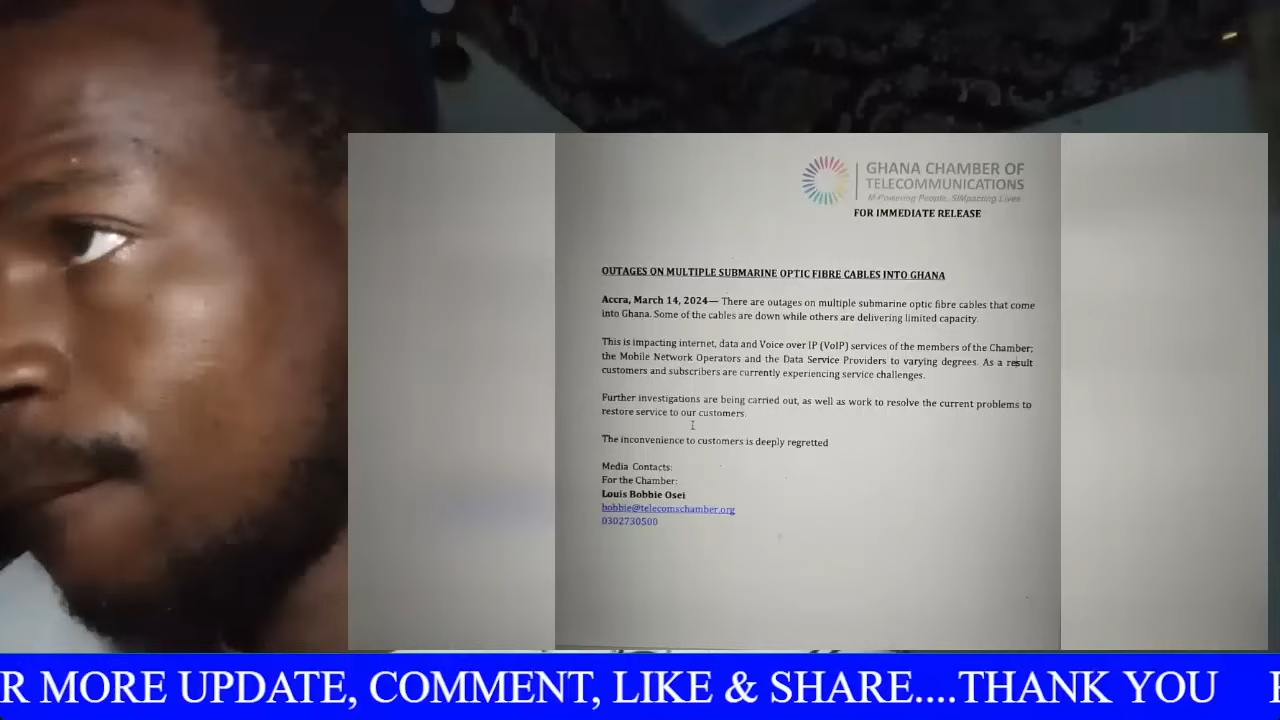 GHANA CHAMBER OF
TELECOMMUNICATIONS
M-Powering People, SIMpacting Lives
FOR IMMEDIATE RELEASE
OUTAGES ON MULTIPLE SUBMARINE OPTIC FIBRE CABLES INTO GHANA
Accra, March 14, 2024— There are outages on multiple submarine optic fibre cables that come
into Ghana. Some of the cables are down while others are delivering limited capacity.
This is impacting internet, data and Voice over IP (VoIP) services of the members of the Chamber;
the Mobile Network Operators and the Data Service Providers to varying degrees. As a result
customers and subscribers are currently experiencing service challenges.
Further investigations are being carried out, as well as work to resolve the current problems to
restore service to our customers.
The inconvenience to customers is deeply regretted
Media Contacts:
For the Chamber:
Louis Bobbie Osei
bobbie@telecomschamber.org
0302730500
R MORE UPDATE, COMMENT, LIKE & SHARE....THANK YOU